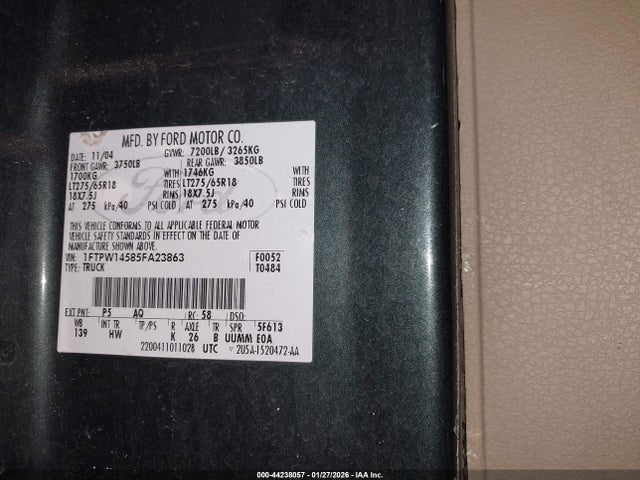 MFD. BY FORD MOTOR CO.
DATE: 11/04 GVWR: 7200LB/ 3265KG
FRONT GAWR: 3750LB REAR GAWR: 3850LB
1700KG WITH 1746KG WITH
LT275/65R18 TIRES LT275/65R18 TIRES
18X7.5J RIMS 18X7.5J RIMS
AT 275 kPa/40 PSI COLD AT 275 kPa/40 PSI COLD
THIS VEHICLE CONFORMS TO ALL APPLICABLE FEDERAL MOTOR
VEHICLE SAFETY STANDARDS IN EFFECT ON THE DATE OF
MANUFACTURE SHOWN ABOVE.
VIN: 1FTPW14585FA23863 F0052
TYPE: TRUCK T0484
EXT PNT: P5 AQ RC: 58 DSO:
WB INT TR TP/PS R AXLE TR SPR 5F613
139 HW K 26 B UUMM E0A
2200411011028 UTC 2U5A-1520472-AA
Ford
000-44238057 - 01/27/2026 - IAA Inc.